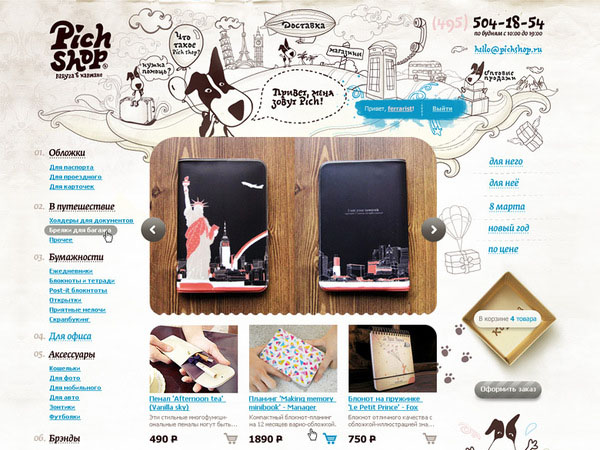 Pich
shop
радуга в кармане
Что
такое
Pich shop?
нужна
помощь?
Доставка
магазины
Привет, меня
зовут Pich!
(495) 504-18-54
по будням с 10:00 до 19:00
hello@pichshop.ru
Оптовые
продажи
Привет, ferrarist!
Выйти
01. Обложки
Для паспорта
Для проездного
Для карточек
02. В путешествие
Холдеры для документов
Брелки для багажа
Прочее
03. Бумажности
Ежедневники
Блокноты и тетради
Post-it блокноты
Открытки
Приятные мелочи
Скрапбукинг
04. Для офиса
05. Аксессуары
Кошельки
Для фото
Для мобильного
Для авто
Зонтики
Футболки
06. Брэнды
для него
для неё
8 марта
новый год
по цене
В корзине 4 товара
Оформить заказ
Пенал 'Afternoon tea'
(Vanilla sky)
Эти стильные многофункци-
ональные пеналы могут быть...
490 Р
Планинг 'Making memory
minibook' - Manager
Компактный блокнот-планинг
на 12 месяцев варно-обложкой.
1890 Р
Блокнот на пружинке
'Le Petit Prince' - Fox
Блокнот отличного качества с
обложкой-иллюстрацией зна...
750 Р